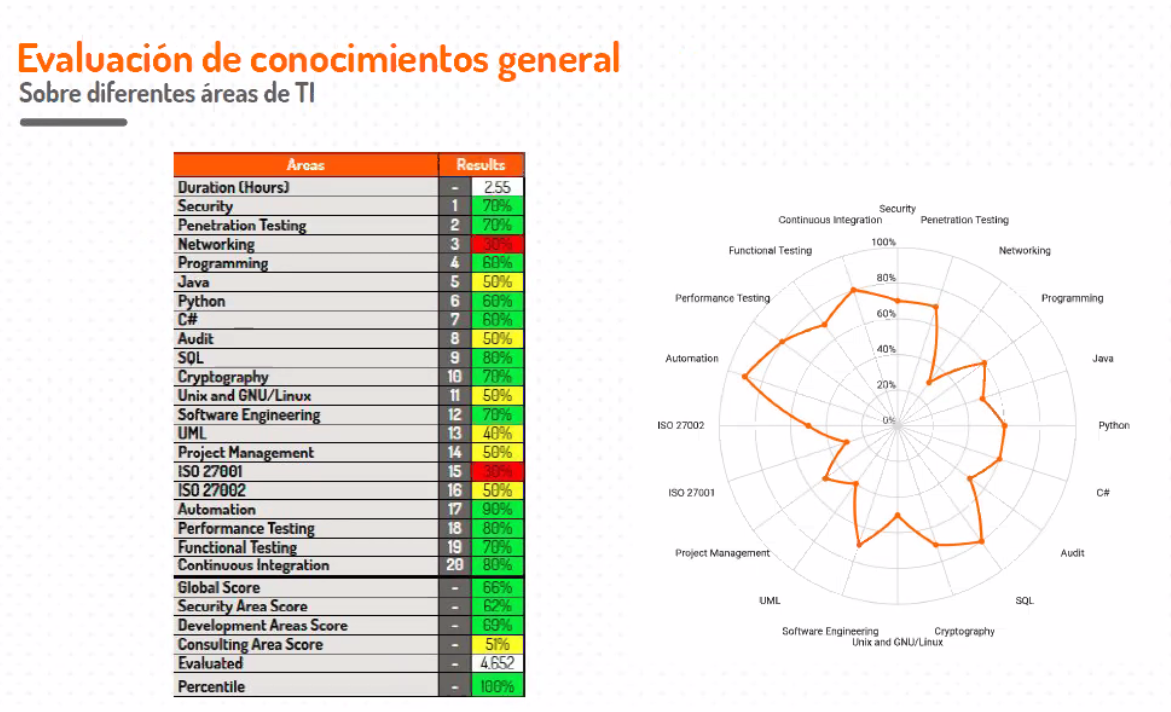 Evaluación de conocimientos general
Sobre diferentes áreas de TI
Areas Results
Duration (Hours) - 2.55
Security 1 70%
Penetration Testing 2 70%
Networking 3 30%
Programming 4 60%
Java 5 50%
Python 6 60%
C# 7 60%
Audit 8 50%
SQL 9 80%
Cryptography 10 70%
Unix and GNU/Linux 11 50%
Software Engineering 12 70%
UML 13 40%
Project Management 14 50%
ISO 27001 15 30%
ISO 27002 16 50%
Automation 17 90%
Performance Testing 18 80%
Functional Testing 19 70%
Continuous Integration 20 80%
Global Score - 66%
Security Area Score - 62%
Development Areas Score - 69%
Consulting Area Score - 51%
Evaluated - 4.652
Percentile - 100%
Security
Continuous Integration Penetration Testing
Functional Testing Networking
Performance Testing Programming
Automation Java
ISO 27002 Python
ISO 27001 C#
Project Management Audit
UML SQL
Software Engineering Cryptography
Unix and GNU/Linux
100%
80%
60%
40%
20%
0%